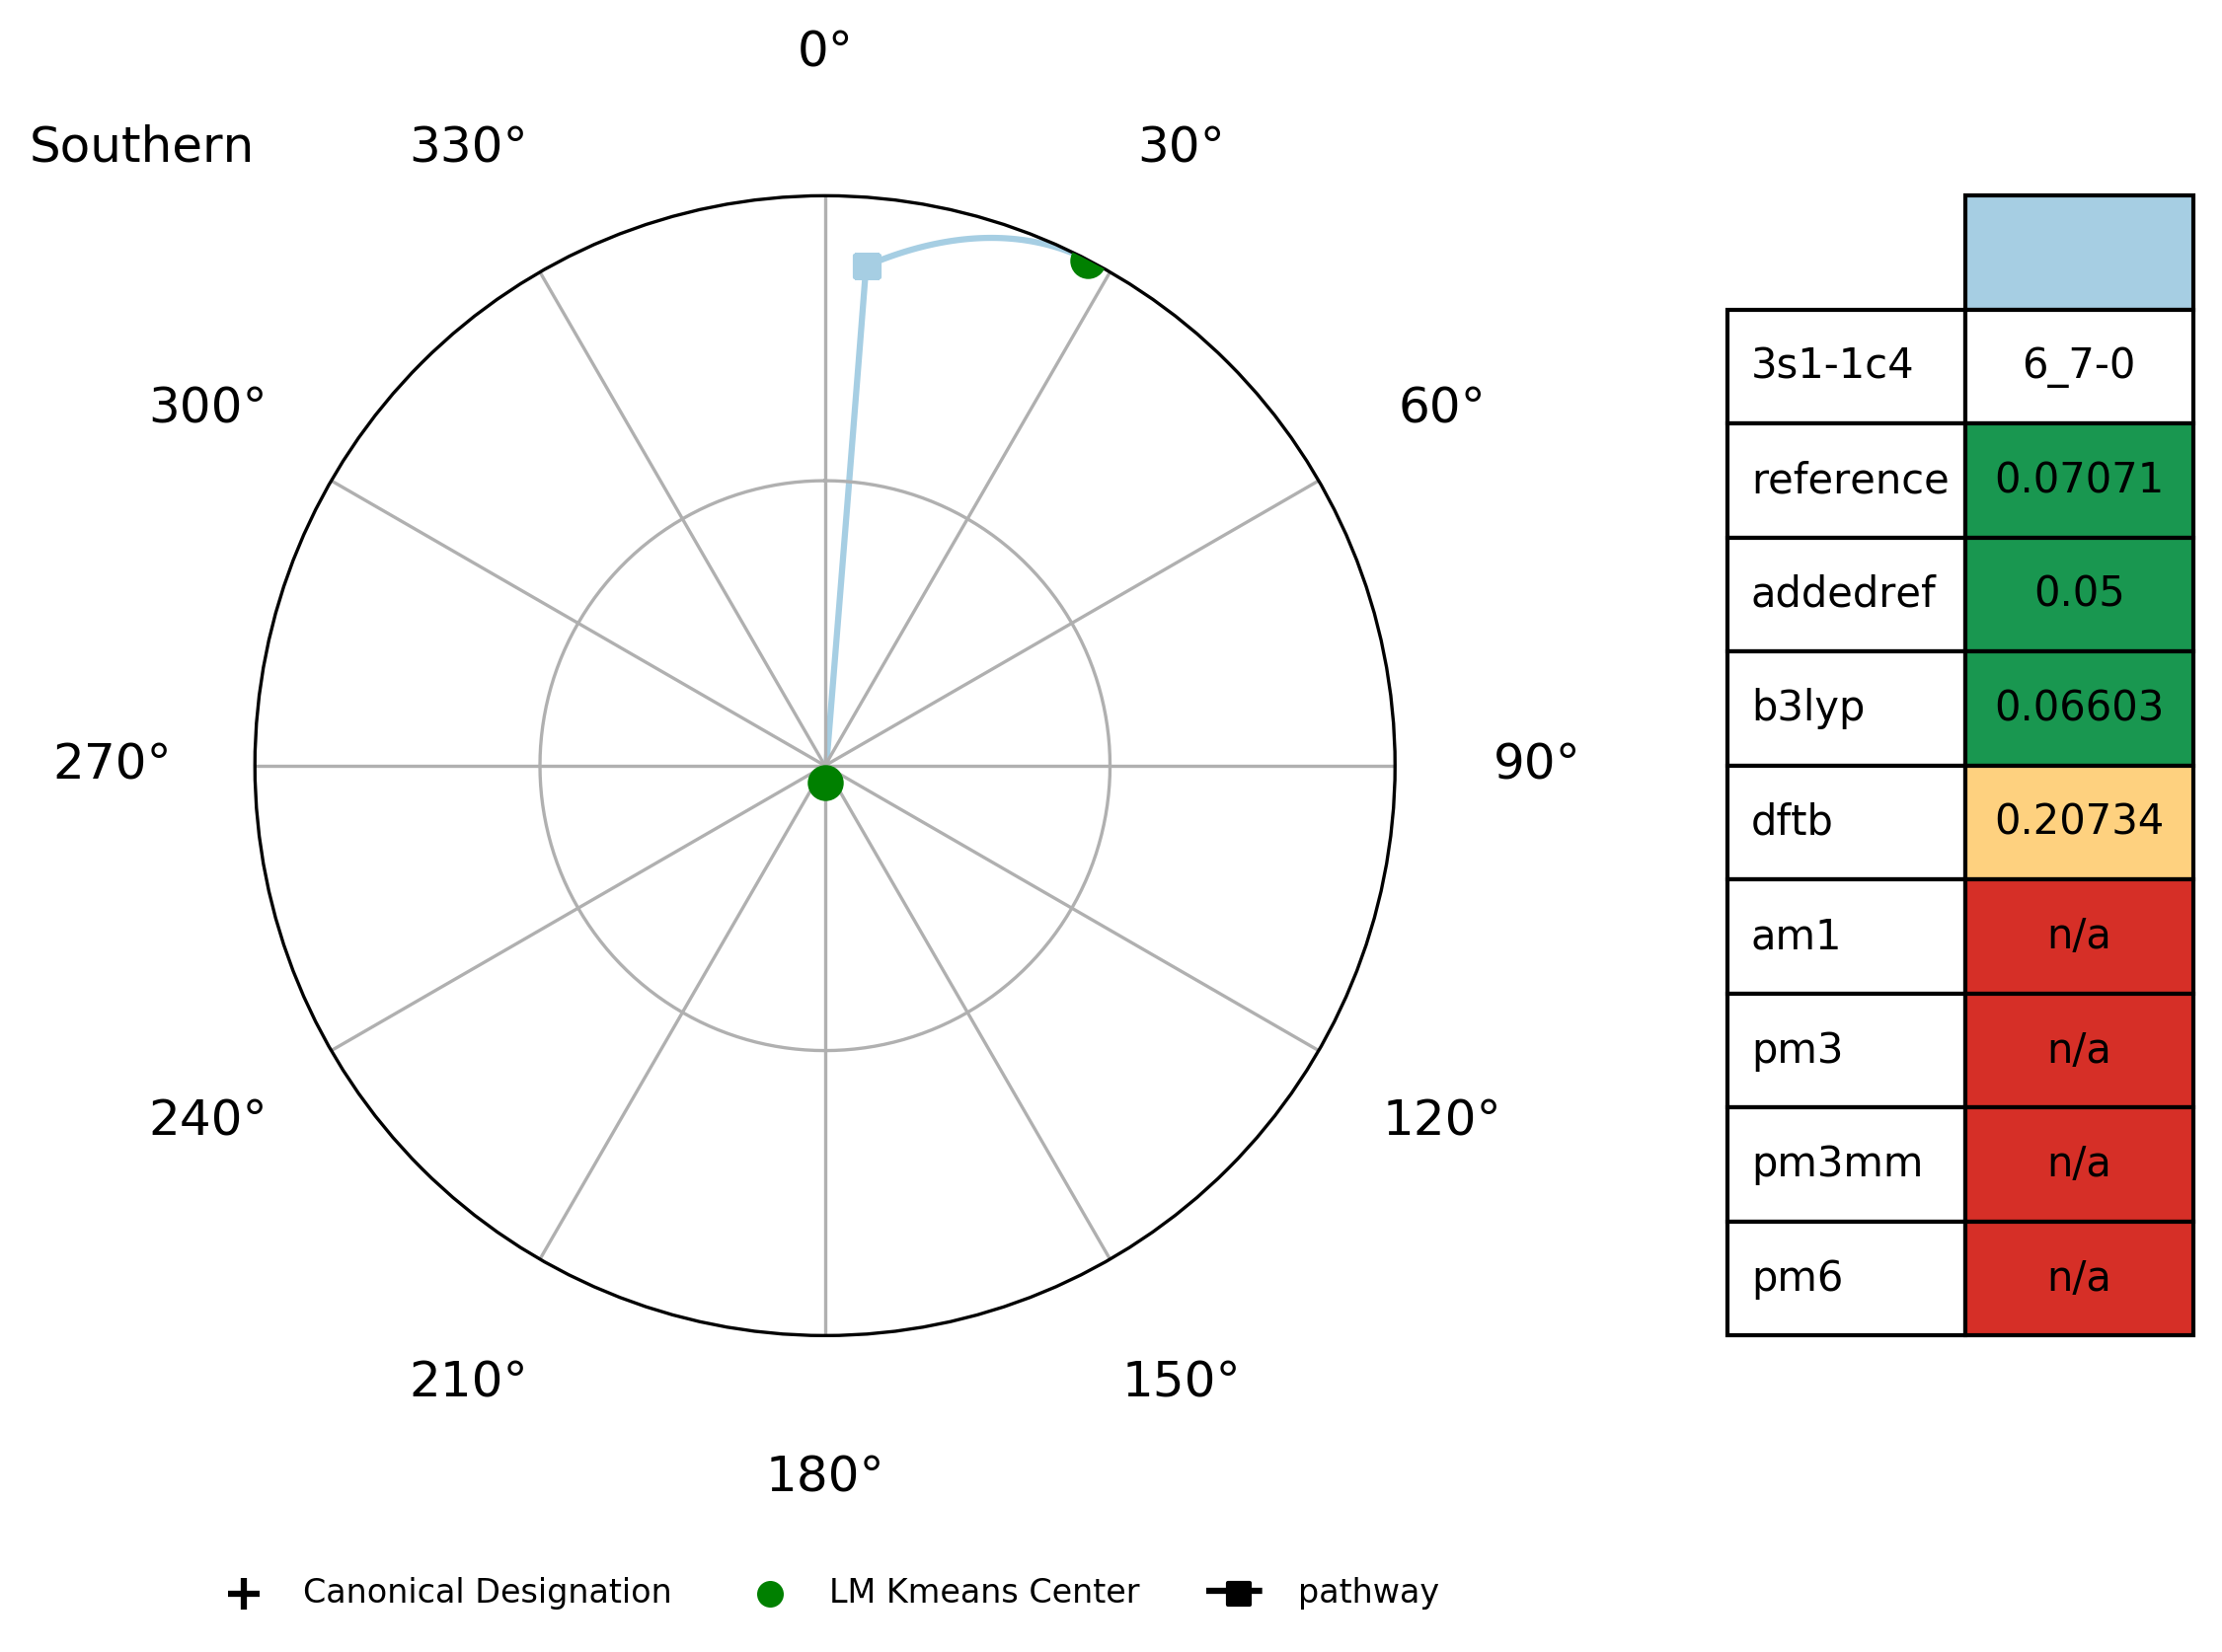 0°
Southern
330°
30°
300°
60°
270°
90°
240°
120°
210°
150°
180°
3s1-1c4 6_7-0
reference 0.07071
addedref 0.05
b3lyp 0.06603
dftb 0.20734
am1 n/a
pm3 n/a
pm3mm n/a
pm6 n/a
Canonical Designation
LM Kmeans Center
pathway